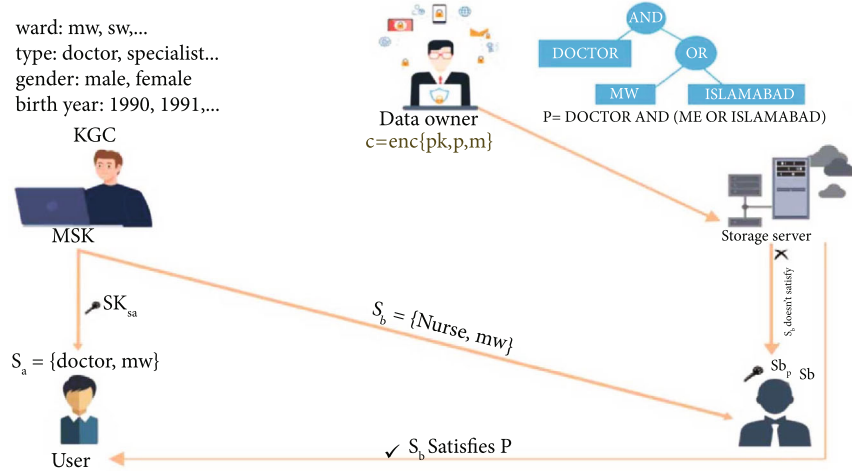 ward: mw, sw,...
type: doctor, specialist...
gender: male, female
birth year: 1990, 1991,...
KGC
MSK
SKsa
Sa = {doctor, mw}
User
Data owner
c=enc{pk,p,m}
AND
DOCTOR
OR
MW
ISLAMABAD
P= DOCTOR AND (ME OR ISLAMABAD)
Storage server
Sb doesn't satisfy
Sb = {Nurse, mw}
Sbp Sb
✓ Sb Satisfies P